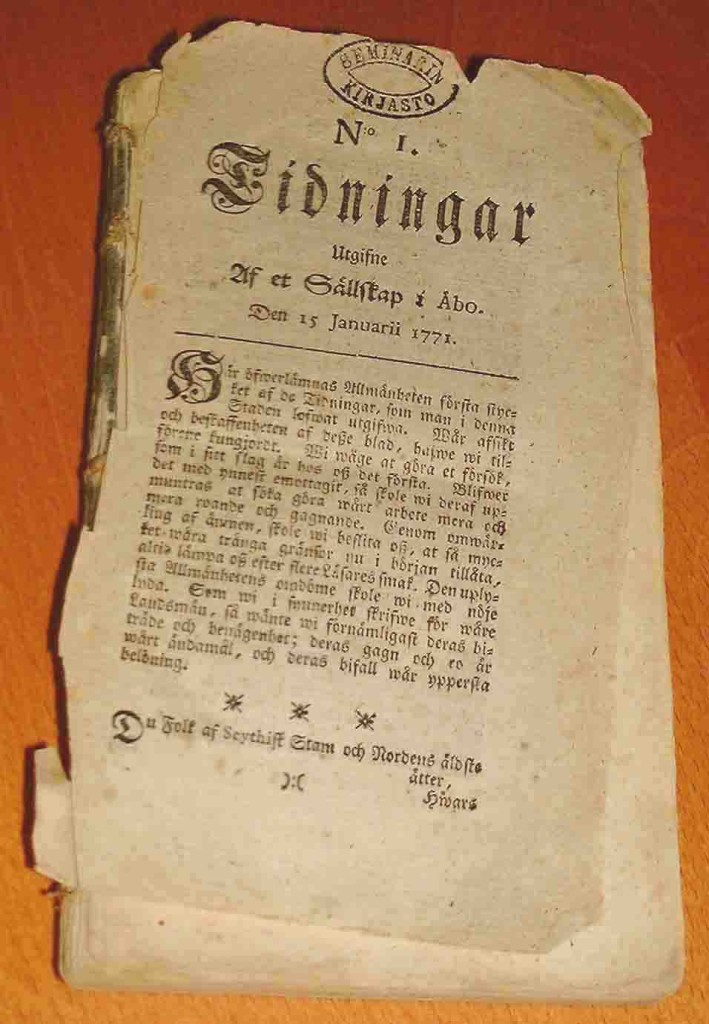 SEMINARIN
KIRJASTO
N:o 1.
Tidningar
Utgifne
Af et Sällskap i Åbo.
Den 15 Januarii 1771.
Här öfwerlämnas Allmänheten första styc-
ket af de Tidningar, som man i denna
Staden lofwat utgifwa. Wår afsikt
och beskaffenheten af deße blad, hafwe wi til-
förene kungjordt. Wi wåge at göra et försök,
som i sitt slag är hos oß det första. Blifwer
det med ynnest emottagit, så skole wi deraf up-
muntras at söka göra wårt arbete mera och
mera roande och gagnande. Genom omwäx-
ling af ämnen, skole wi beflita oß, at så myc-
ket wåra trånga gränsor nu i början tillåta,
altid lämpa oß efter flere Läsares smak. Den uply-
sta Allmänhetens omdöme skole wi med nöje
lyda. Som wi i synnerhet skrifwe för wåre
Landsmän, så wänte wi förnämligast deras bi-
träde och benägenhet; deras gagn och ro är
wårt ändamål, och deras bifall wår yppersta
belöning.
* * *
Du Folk af Scythisk Stam och Nordens äldsta
ätter,
):(
Hwars